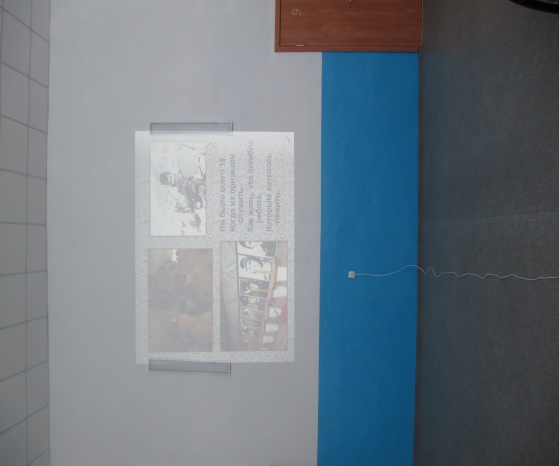 Им было всего 18,
Когда их призвали
служить.
Как жаль, что погибли
ребята,
Которым хотелось
пожить.